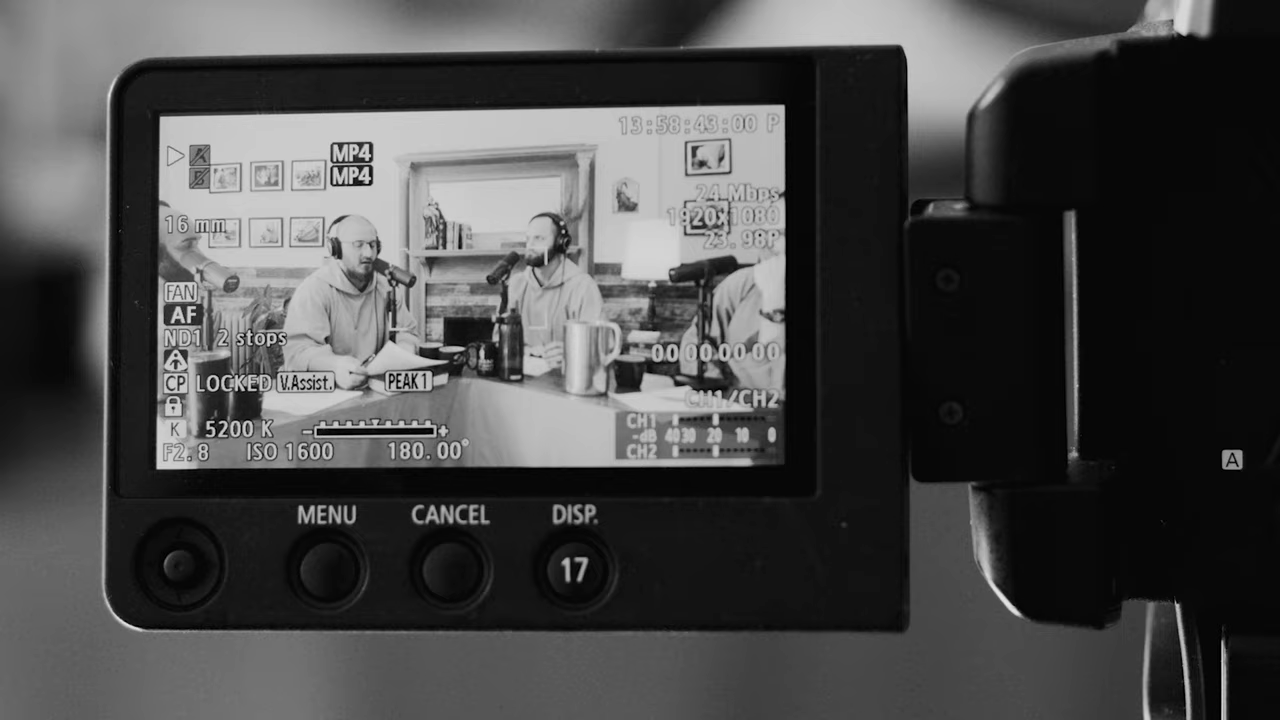 13:58:43:00 P
A
MP4
B
MP4
24 Mbps
16 mm
1920x1080
23.98P
FAN
AF
ND1 2 stops
00:00:00:00
A
CP LOCKED V.Assist. PEAK1
CH1/CH2
CH1
K 5200 K - +
-dB 40 30 20 10 0
F2.8 ISO 1600 180.00°
CH2
MENU CANCEL DISP.
17
A